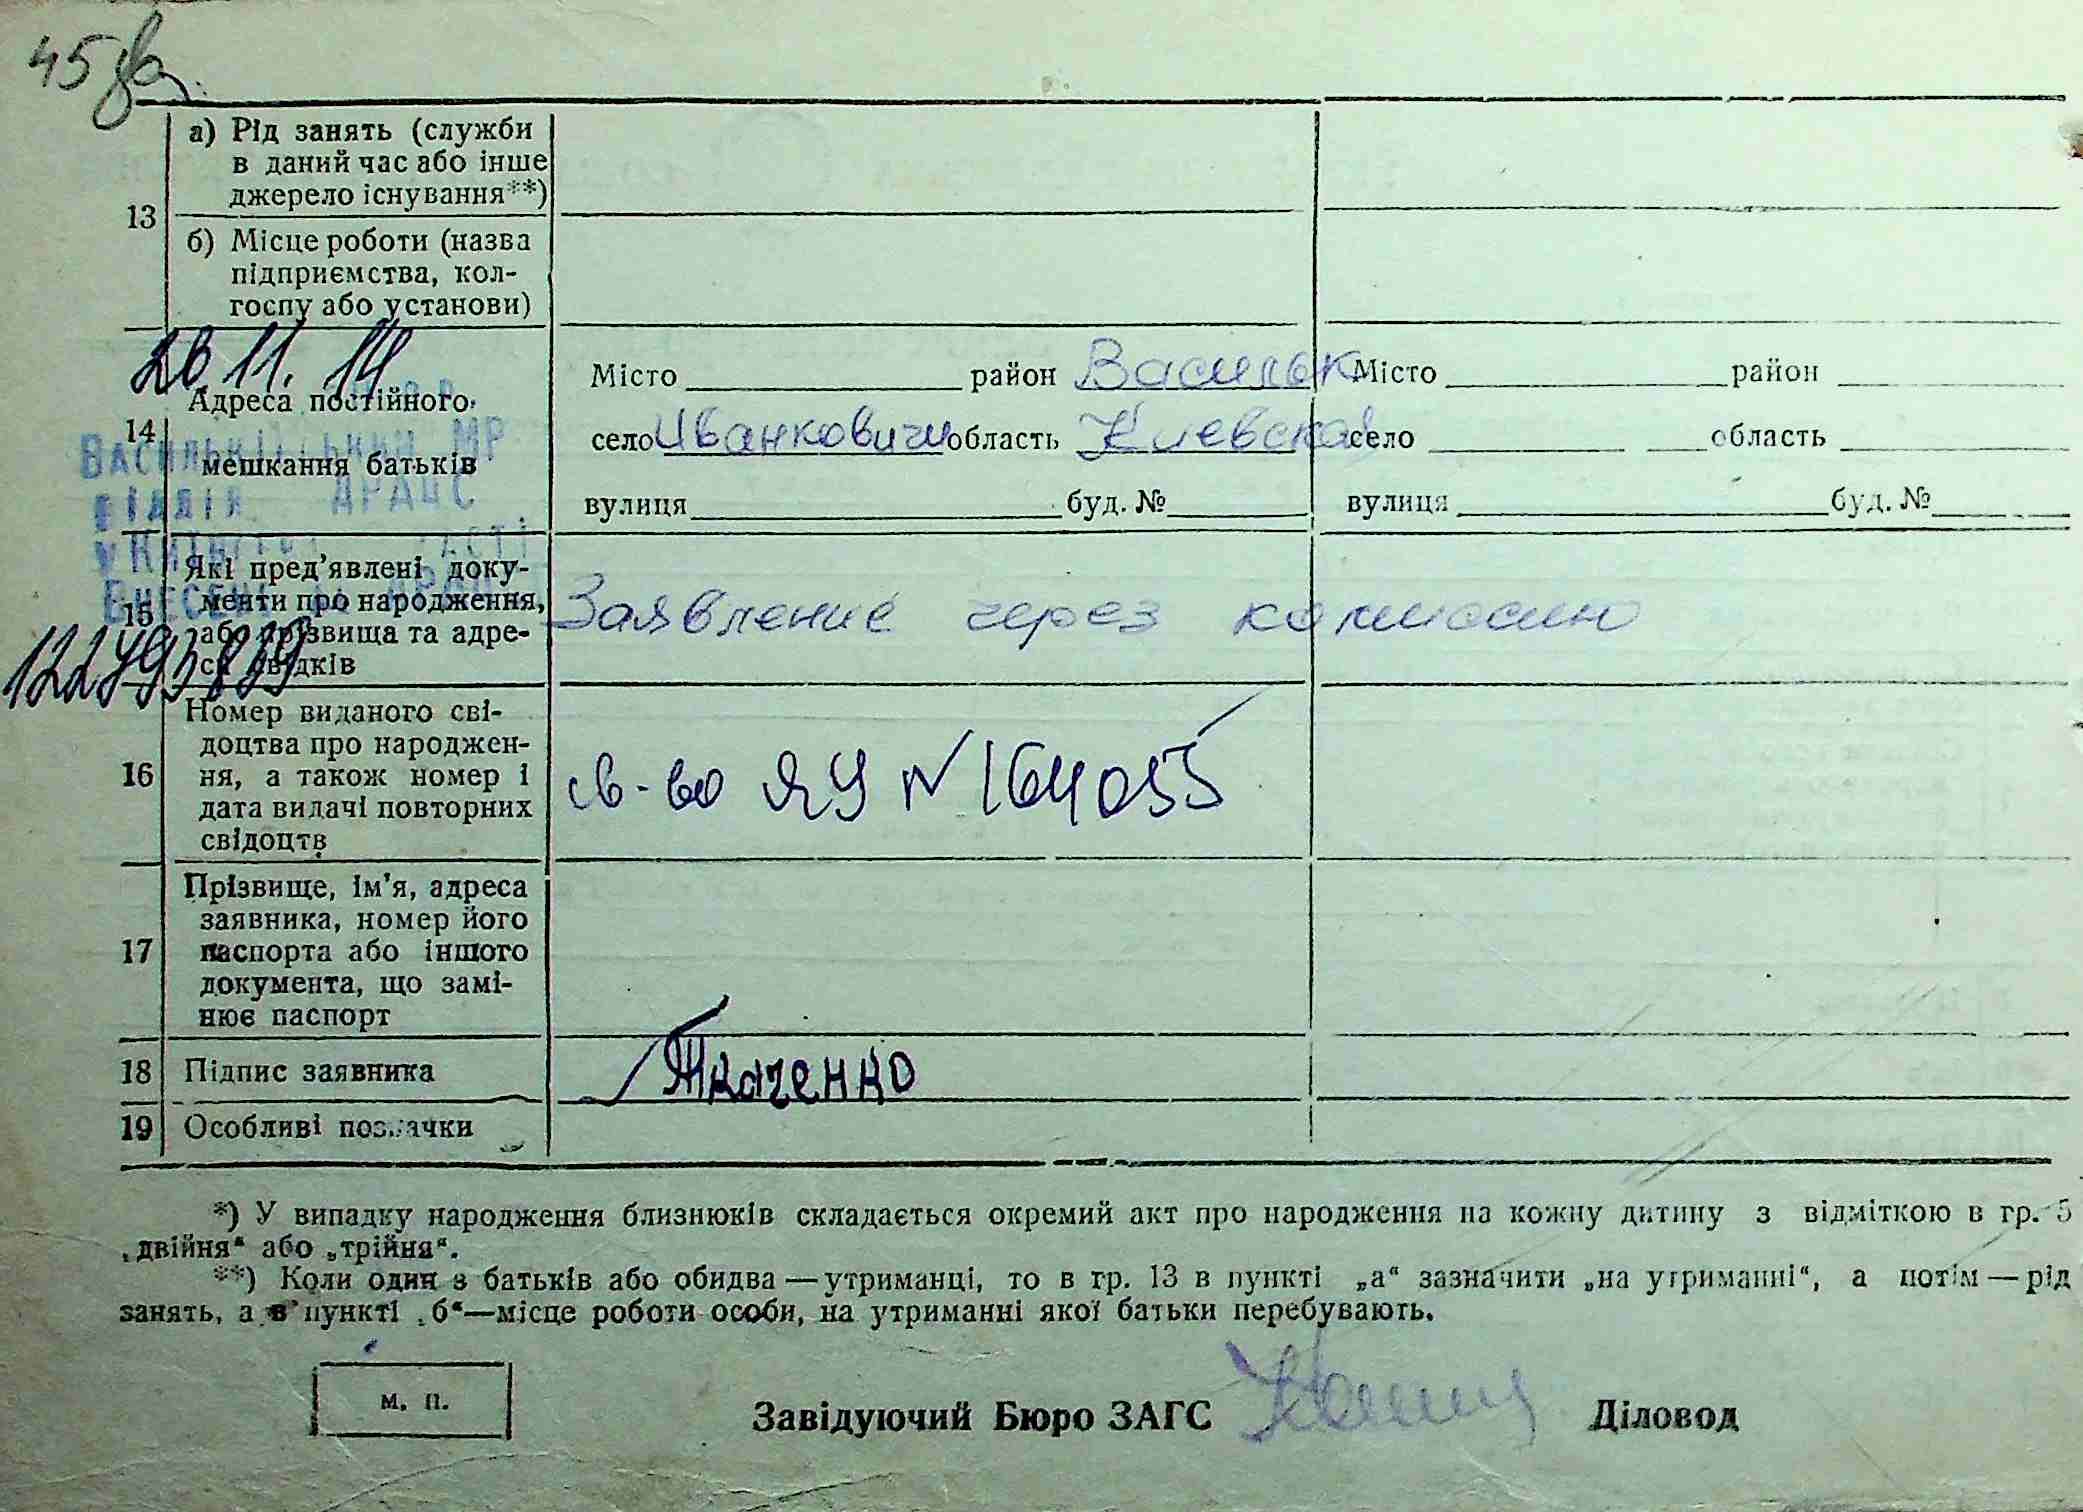 45 зв.
13
а) Рід занять (служби
в даний час або інше
джерело існування**)
б) Місце роботи (назва
підприємства, кол-
госпу або установи)
20 11. 14
14
Адреса постійного
мешкання батьків
Місто район Васильк
село Иванковичи область Киевская
вулиця буд. №
Місто район
село область
вулиця буд. №
Васильківський МР
відділ ДРАЦС
15
Які пред’явлені доку-
менти про народження,
або прізвища та адре-
си свідків
Заявление через комиссию
16
Номер виданого сві-
доцтва про народжен-
ня, а також номер і
дата видачі повторних
свідоцтв
св-во ЯУ N 164055
17
Прізвище, ім’я, адреса
заявника, номер його
паспорта або іншого
документа, що замі-
нює паспорт
18 Підпис заявника Ткаченко
19 Особливі позначки
*) У випадку народження близнюків складається окремий акт про народження на кожну дитину з відміткою в гр. 5
„двійня“ або „трійня“.
**) Коли один з батьків або обидва — утриманці, то в гр. 13 в пункті „а“ зазначити „на утриманні“, а потім — рід
занять, а в пункті „б“—місце роботи особи, на утриманні якої батьки перебувають.
м. п.
Завідуючий Бюро ЗАГС Діловод